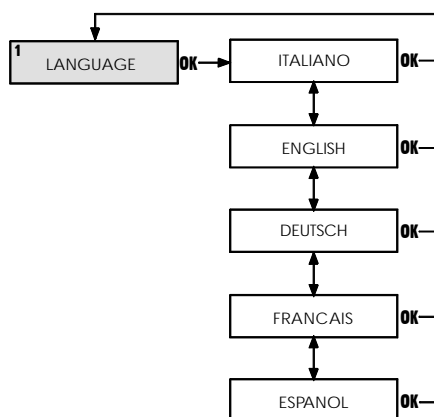 1
LANGUAGE OK ITALIANO OK
ENGLISH OK
DEUTSCH OK
FRANCAIS OK
ESPANOL OK